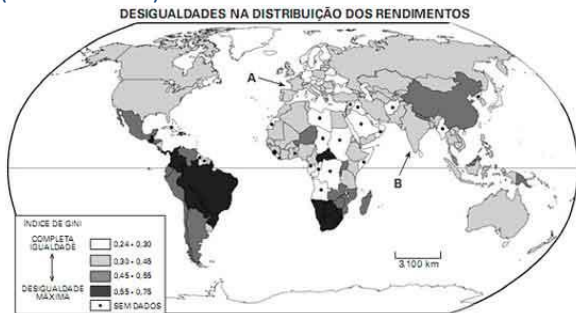 DESIGUALDADES NA DISTRIBUIÇÃO DOS RENDIMENTOS
A
B
ÍNDICE DE GINI
COMPLETA
IGUALDADE
DESIGUALDADE
MÁXIMA
0,24 - 0,30
0,30 - 0,45
0,45 - 0,55
0,55 - 0,75
SEM DADOS
3.100 km